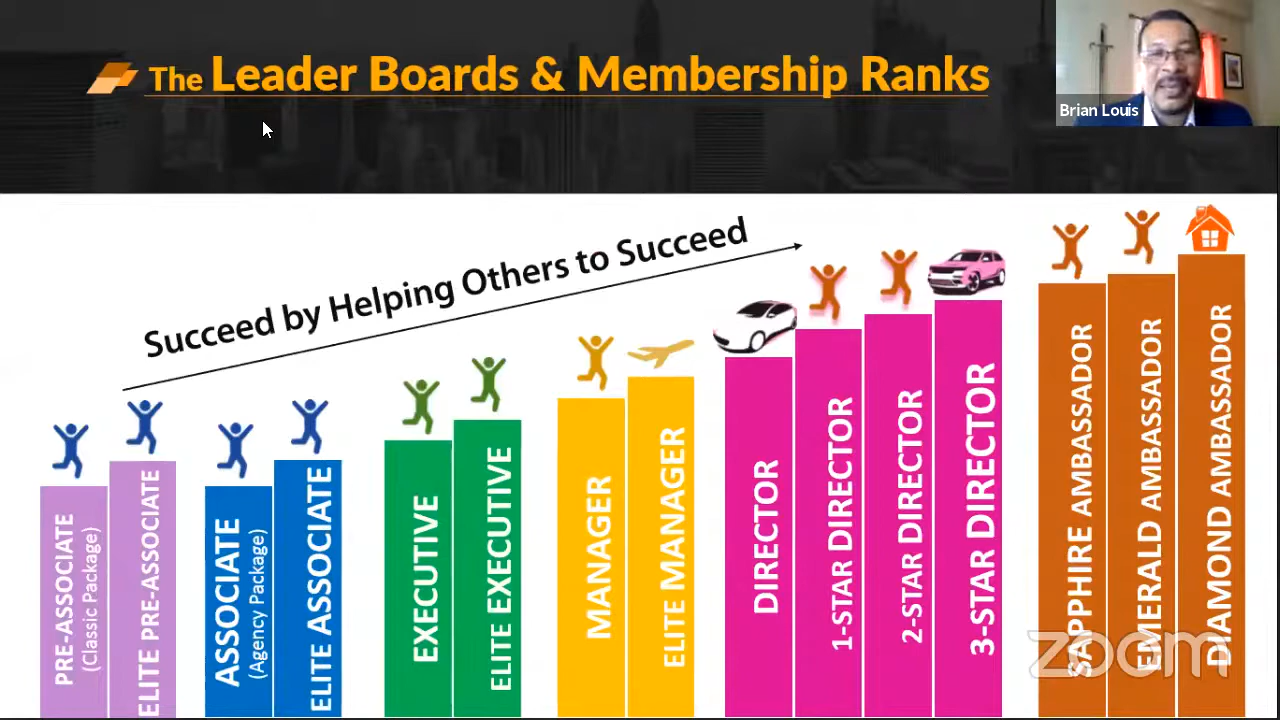 The Leader Boards & Membership Ranks
Brian Louis
Succeed by Helping Others to Succeed
PRE-ASSOCIATE
(Classic Package)
ELITE PRE-ASSOCIATE
ASSOCIATE
(Agency Package)
ELITE ASSOCIATE
EXECUTIVE
ELITE EXECUTIVE
MANAGER
ELITE MANAGER
DIRECTOR
1-STAR DIRECTOR
2-STAR DIRECTOR
3-STAR DIRECTOR
SAPPHIRE AMBASSADOR
EMERALD AMBASSADOR
DIAMOND AMBASSADOR
zoom